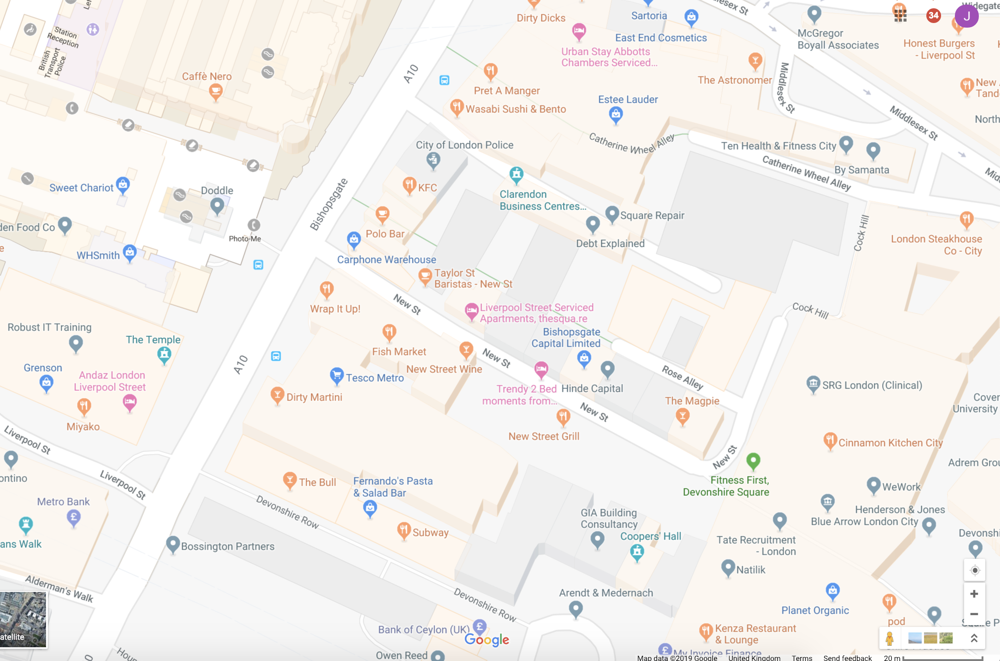 Station
Reception
British
Transport
Police
Caffè Nero
Dirty Dicks
Sartoria
East End Cosmetics
Urban Stay Abbotts
Chambers Serviced...
Middlesex St
McGregor
Boyall Associates
34
J
Honest Burgers
- Liverpool St
A10
Pret A Manger
The Astronomer
Middlesex St
Wasabi Sushi & Bento
Estee Lauder
Middlesex St
City of London Police
Catherine Wheel Alley
Ten Health & Fitness City
By Samanta
Catherine Wheel Alley
Sweet Chariot
Doddle
Bishopsgate
KFC
Clarendon
Business Centres...
Square Repair
Debt Explained
Cock Hill
London Steakhouse
Co - City
den Food Co
Photo-Me
Polo Bar
WHSmith
Carphone Warehouse
Taylor St
Baristas - New St
Wrap It Up!
New St
Liverpool Street Serviced
Apartments, thesqua.re
Cock Hill
Robust IT Training
The Temple
Bishopsgate
Capital Limited
Fish Market
New St
A10
Grenson
Andaz London
Liverpool Street
New Street Wine
Tesco Metro
Rose Alley
SRG London (Clinical)
Trendy 2 Bed
moments from...
Hinde Capital
Dirty Martini
The Magpie
University
Miyako
New St
New Street Grill
Liverpool St
Cinnamon Kitchen City
New St
Adrem Grou
ontino
Liverpool St
Fitness First,
Devonshire Square
The Bull
Fernando's Pasta
& Salad Bar
WeWork
Metro Bank
Devonshire Row
GIA Building
Consultancy
Henderson & Jones
Blue Arrow London City
Subway
Coopers' Hall
ans Walk
Bossington Partners
Tate Recruitment
- London
Devonshi
Natilik
Alderman's Walk
Arendt & Medernach
Devonshire Row
Planet Organic
Bank of Ceylon (UK)
pod
atellite
Google
Kenza Restaurant
& Lounge
Owen Reed
My Invoice Finance
Map data ©2019 Google United Kingdom Terms Send feedback 20 m